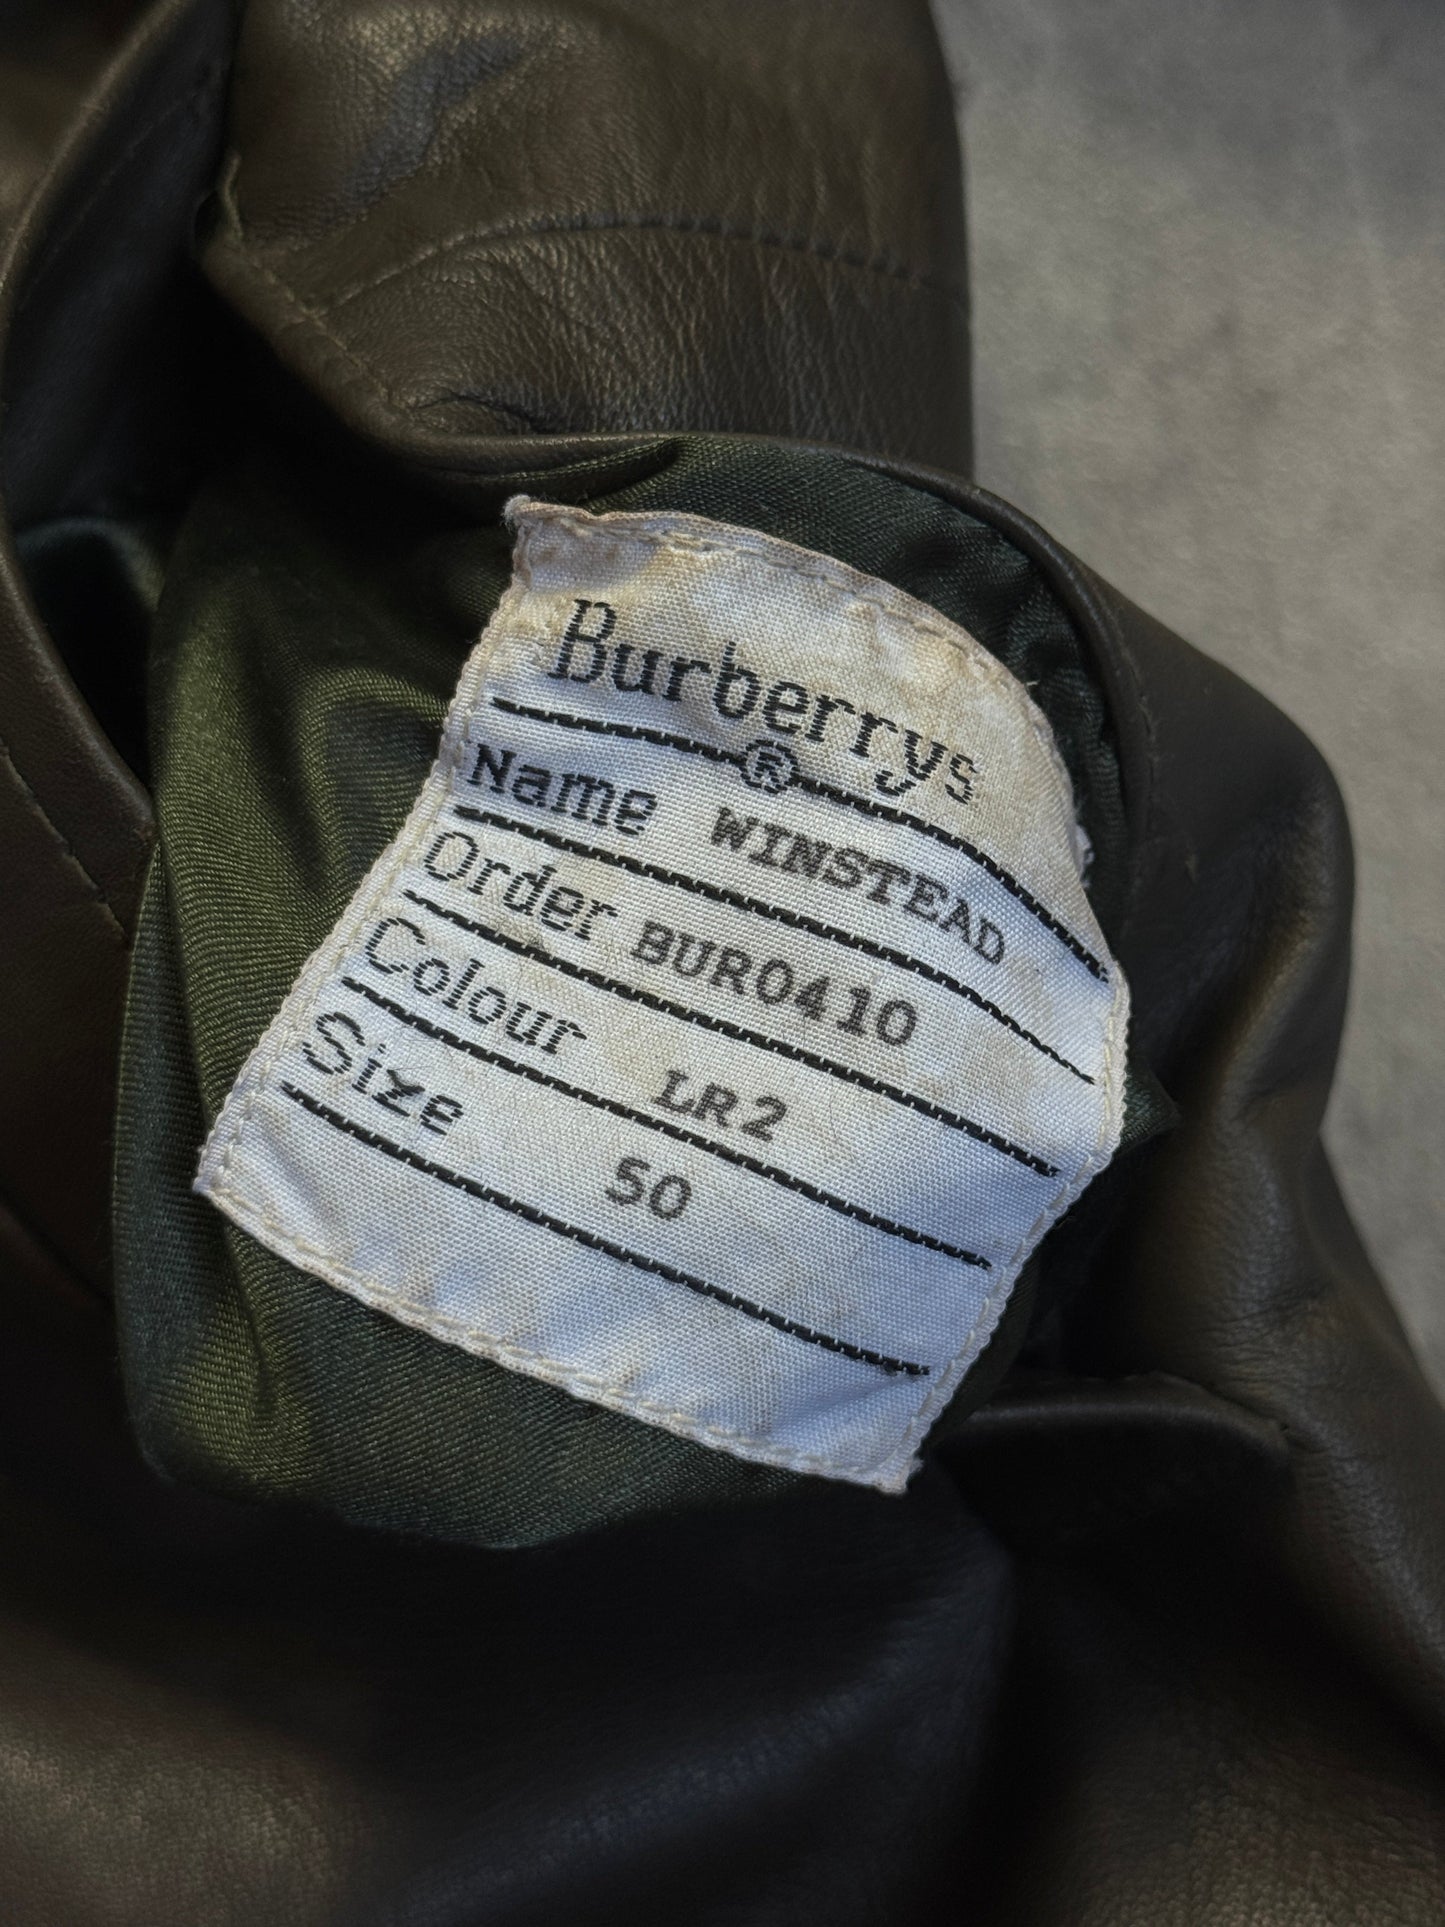 Burberrys
®
Name WINSTEAD
Order BUR0410
Colour LR2
Size 50